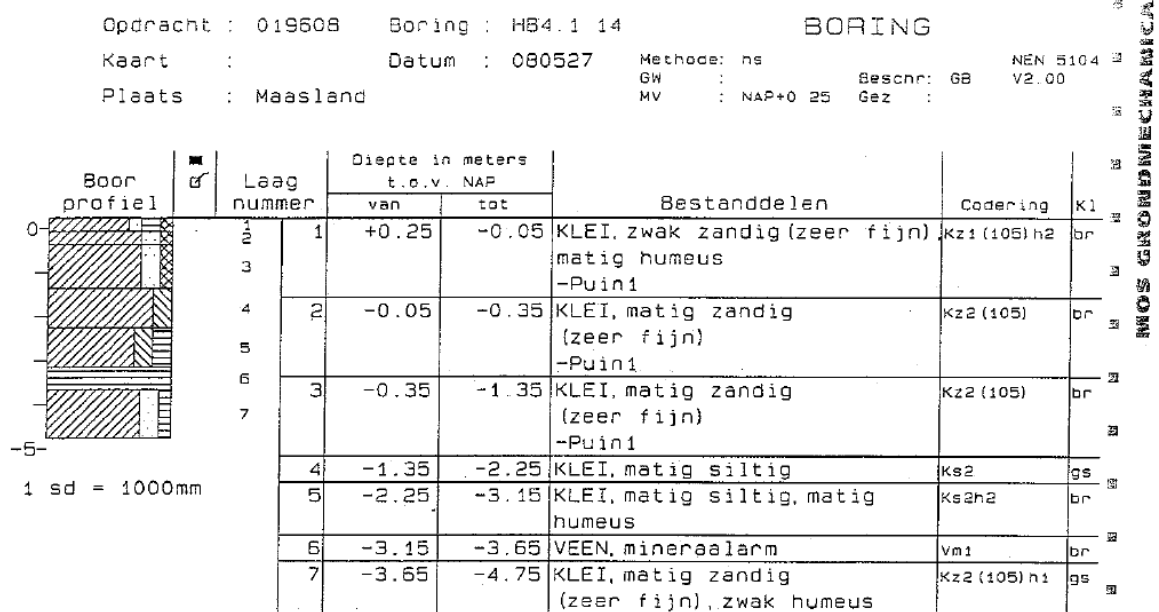 Opdracht : 019608 Boring : HB4.1 14 BORING
Kaart : Datum : 080527 Methode: hs NEN 5104
GW : Beschr: GB V2.00
Plaats : Maasland MV : NAP+0 25 Gez :
MOS GRONDMECHANICA
Boor profiel Laag nummer Diepte in meters t.o.v. NAP van tot Bestanddelen Codering Kl
0-
1
2
3
4
5
6
7
-5-
1 sd = 1000mm
1 +0.25 -0.05 KLEI, zwak zandig (zeer fijn), Kz1(105)h2 br
matig humeus
-Puin1
2 -0.05 -0.35 KLEI, matig zandig Kz2(105) br
(zeer fijn)
-Puin1
3 -0.35 -1.35 KLEI, matig zandig Kz2(105) br
(zeer fijn)
-Puin1
4 -1.35 -2.25 KLEI, matig siltig Ks2 gs
5 -2.25 -3.15 KLEI, matig siltig, matig Ks2h2 br
humeus
6 -3.15 -3.65 VEEN, mineraalarm Vm1 br
7 -3.65 -4.75 KLEI, matig zandig Kz2(105)h1 gs
(zeer fijn), zwak humeus